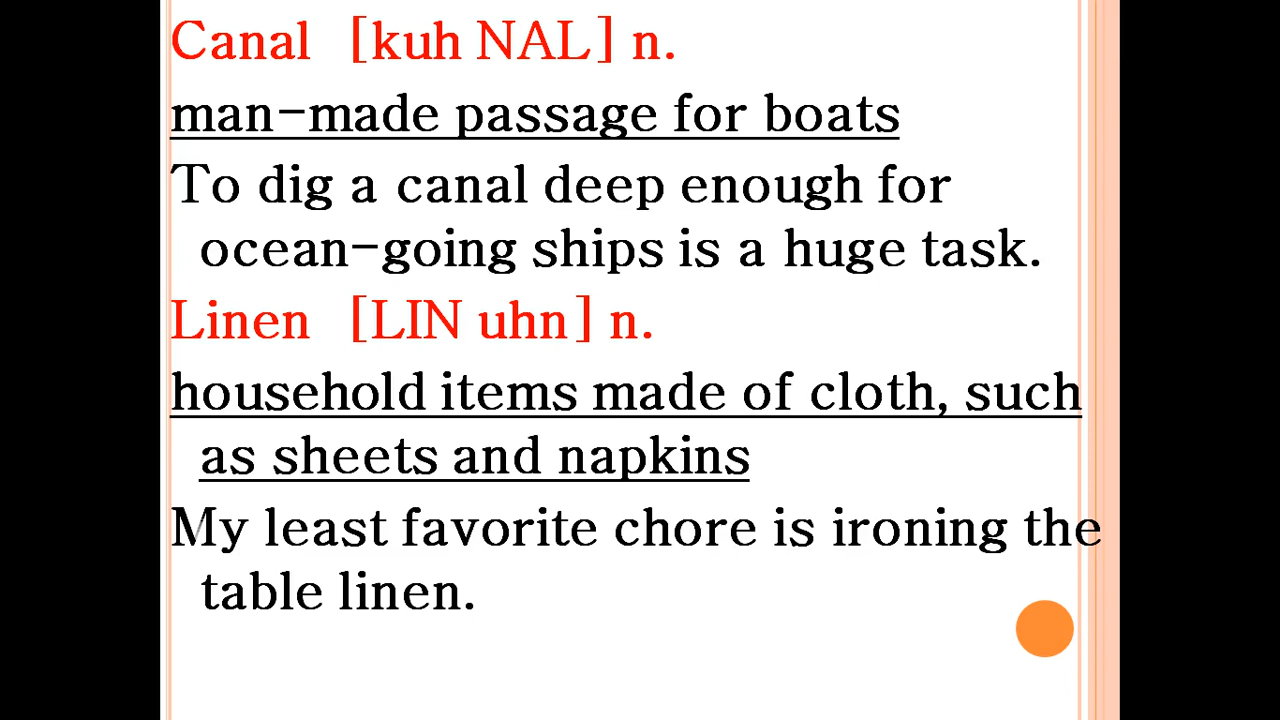 Canal [kuh NAL] n.
man-made passage for boats
To dig a canal deep enough for
ocean-going ships is a huge task.
Linen [LIN uhn] n.
household items made of cloth, such
as sheets and napkins
My least favorite chore is ironing the
table linen.